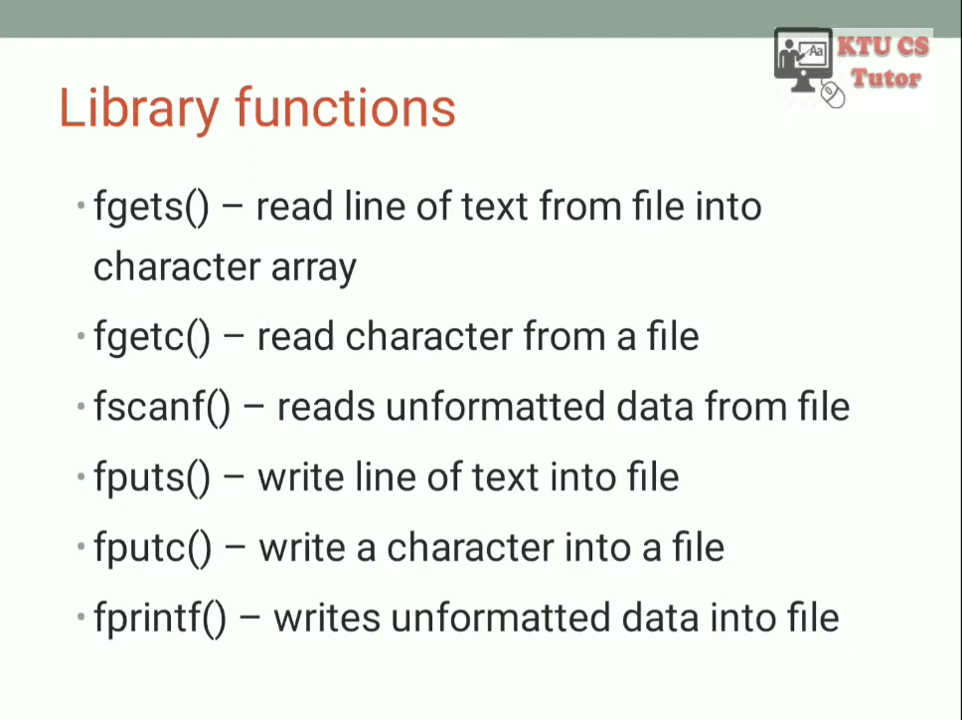 Aa
KTU CS
Tutor
Library functions
• fgets() – read line of text from file into
character array
• fgetc() – read character from a file
• fscanf() – reads unformatted data from file
• fputs() – write line of text into file
• fputc() – write a character into a file
• fprintf() – writes unformatted data into file